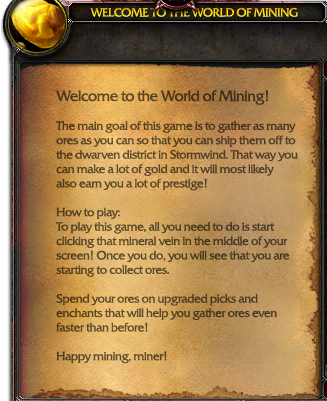 WELCOME TO THE WORLD OF MINING
Welcome to the World of Mining!
The main goal of this game is to gather as many
ores as you can so that you can ship them off to
the dwarven district in Stormwind. That way you
can make a lot of gold and it will most likely
also earn you a lot of prestige!
How to play:
To play this game, all you need to do is start
clicking that mineral vein in the middle of your
screen! Once you do, you will see that you are
starting to collect ores.
Spend your ores on upgraded picks and
enchants that will help you gather ores even
faster than before!
Happy mining, miner!